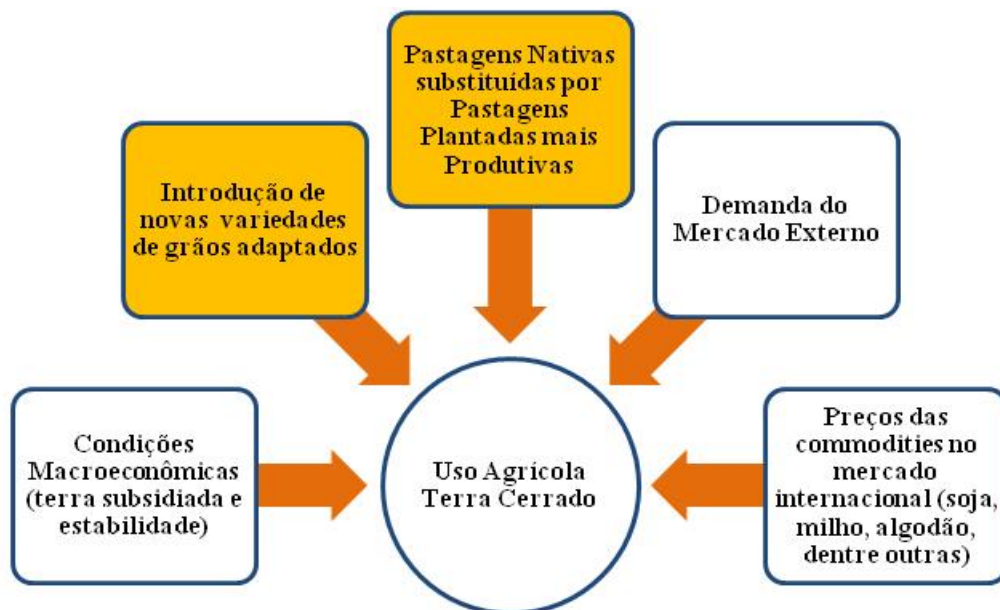 Pastagens Nativas
substituídas por
Pastagens
Plantadas mais
Produtivas
Introdução de
novas variedades
de grãos adaptados
Demanda do
Mercado Externo
Condições
Macroeconômicas
(terra subsidiada e
estabilidade)
Uso Agrícola
Terra Cerrado
Preços das
commodities no
mercado
internacional (soja,
milho, algodão,
dentre outras)